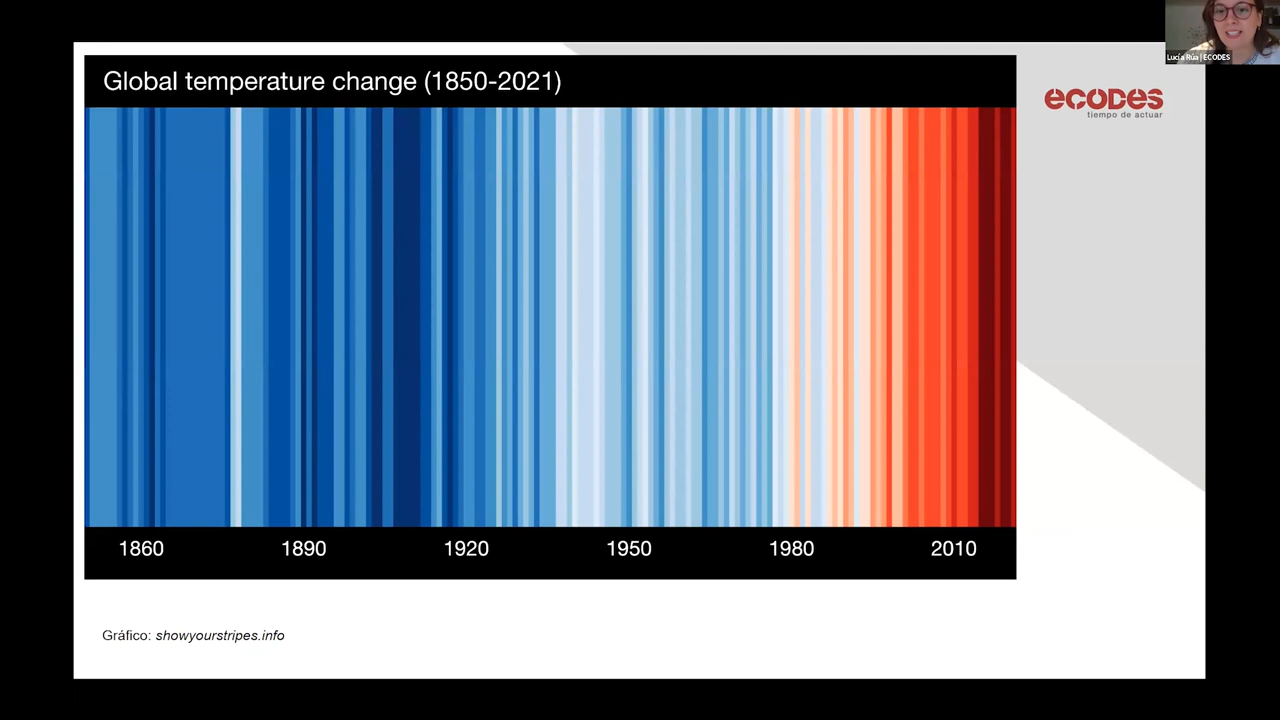 Lucía Rúa | ECODES
Global temperature change (1850-2021)
ecodes
tiempo de actuar
1860 1890 1920 1950 1980 2010
Gráfico: showyourstripes.info